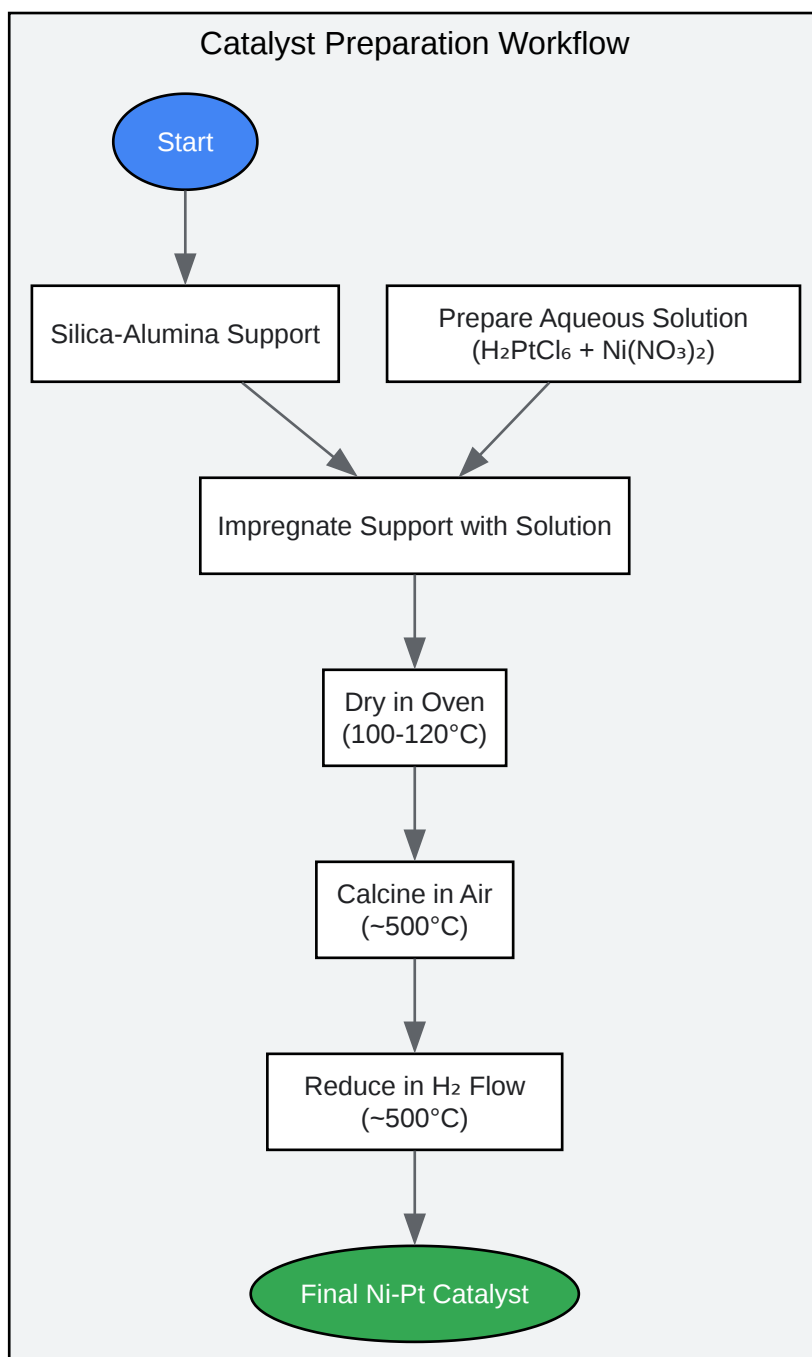 Catalyst Preparation Workflow
Start
Silica-Alumina Support
Prepare Aqueous Solution
(H₂PtCl₆ + Ni(NO₃)₂)
Impregnate Support with Solution
Dry in Oven
(100-120°C)
Calcine in Air
(~500°C)
Reduce in H₂ Flow
(~500°C)
Final Ni-Pt Catalyst